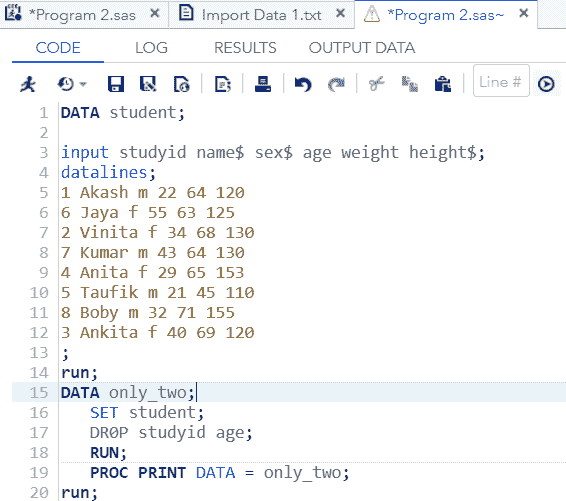 *Program 2.sas × Import Data 1.txt × *Program 2.sas~ ×
CODE LOG RESULTS OUTPUT DATA
Line #
1 DATA student;
2
3 input studyid name$ sex$ age weight height$;
4 datalines;
5 1 Akash m 22 64 120
6 6 Jaya f 55 63 125
7 2 Vinita f 34 68 130
8 7 Kumar m 43 64 130
9 4 Anita f 29 65 153
10 5 Taufik m 21 45 110
11 8 Boby m 32 71 155
12 3 Ankita f 40 69 120
13 ;
14 run;
15 DATA only_two;
16 SET student;
17 DR0P studyid age;
18 RUN;
19 PROC PRINT DATA = only_two;
20 run;